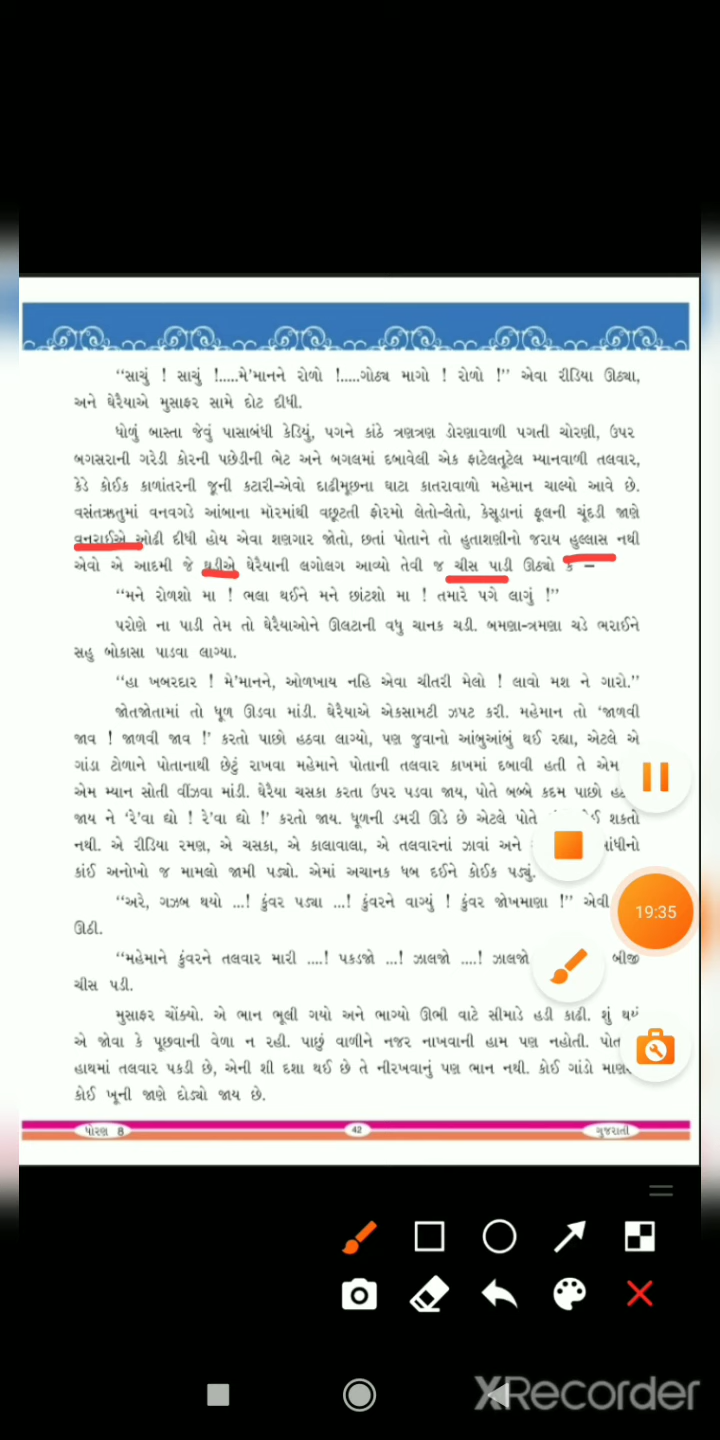 “સાચું ! સાચું !.....મે'માનને રોળો !.....ગોઠ્ય માગો ! રોળો !” એવા રીડિયા ઊઠ્યા,
અને ઘેરૈયાએ મુસાફર સામે દોટ દીધી.
ધોળું બાસ્તા જેવું પાસાબંધી કેડિયું, પગને કાંઠે ત્રણત્રણ ડોરણાવાળી પગતી ચોરણી, ઉપર
બગસરાની ગરેડી કોરની પછેડીની ભેટ અને બગલમાં દબાવેલી એક ફાટેલતૂટેલ મ્યાનવાળી તલવાર,
કેડે કોઈક કાળાંતરની જૂની કટારી-એવો દાઢીમૂછના ઘાટા કાતરાવાળો મહેમાન ચાલ્યો આવે છે.
વસંતઋતુમાં વનવગડે આંબાના મૉરમાંથી વછૂટતી ફોરમો લેતો-લેતો, કેસૂડાનાં ફૂલની ચૂંદડી જાણે
વનરાઈએ ઓઢી દીધી હોય એવા શણગાર જોતો, છતાં પોતાને તો હુતાશણીનો જરાય હુલ્લાસ નથી
એવો એ આદમી જે ઘડીએ ઘેરૈયાની લગોલગ આવ્યો તેવી જ ચીસ પાડી ઊઠ્યો કે –
“મને રોળશો મા ! ભલા થઈને મને છાંટશો મા ! તમારે પગે લાગું !”
પરોણે ના પાડી તેમ તો ઘેરૈયાઓને ઊલટાની વધુ ચાનક ચડી. બમણા-ત્રમણા ચડે ભરાઈને
સહુ બોકાસા પાડવા લાગ્યા.
“હા ખબરદાર ! મે'માનને, ઓળખાય નહિ એવા ચીતરી મેલો ! લાવો મશ ને ગારો.”
જોતજોતામાં તો ધૂળ ઊડવા માંડી. ઘેરૈયાએ એકસામટી ઝપટ કરી. મહેમાન તો ‘જાળવી
જાવ ! જાળવી જાવ !’ કરતો પાછો હઠવા લાગ્યો, પણ જુવાનો આંબુઆંબું થઈ રહ્યા, એટલે એ
ગાંડા ટોળાને પોતાનાથી છેટું રાખવા મહેમાને પોતાની તલવાર કાખમાં દબાવી હતી તે એમ
એમ મ્યાન સોતી વીંઝવા માંડી. ઘેરૈયા ચસકા કરતા ઉપર પડવા જાય, પોતે બબ્બે કદમ પાછો
જાય ને ‘રે'વા દ્યો ! રે'વા દ્યો !’ કરતો જાય. ધૂળની ડમરી ઊડે છે એટલે પોતે શકતો
નથી. એ રીડિયા રમણ, એ ચસકા, એ કાલાવાલા, એ તલવારનાં ઝાવાં અને
કાંઈ અનોખો જ મામલો જામી પડ્યો. એમાં અચાનક ધબ દઈને કોઈક પડ્યું.
“અરે, ગઝબ થયો ...! કુંવર પડ્યા ...! કુંવરને વાગ્યું ! કુંવર જોખમાણા !” એવી
ઊઠી.
“મહેમાને કુંવરને તલવાર મારી ....! પકડજો ...! ઝાલજો ....! ઝાલજો બીજી
ચીસ પડી.
મુસાફર ચોંક્યો. એ ભાન ભૂલી ગયો અને ભાગ્યો ઊભી વાટે સીમાડે હડી કાઢી. શું થયું
એ જોવા કે પૂછવાની વેળા ન રહી. પાછું વાળીને નજર નાખવાની હામ પણ નહોતી.
હાથમાં તલવાર પકડી છે, એની શી દશા થઈ છે તે નીરખવાનું પણ ભાન નથી. કોઈ ગાંડો
કોઈ ખૂની જાણે દોડ્યો જાય છે.
ધોરણ 8 42 ગુજરાતી
19:35
XRecorder